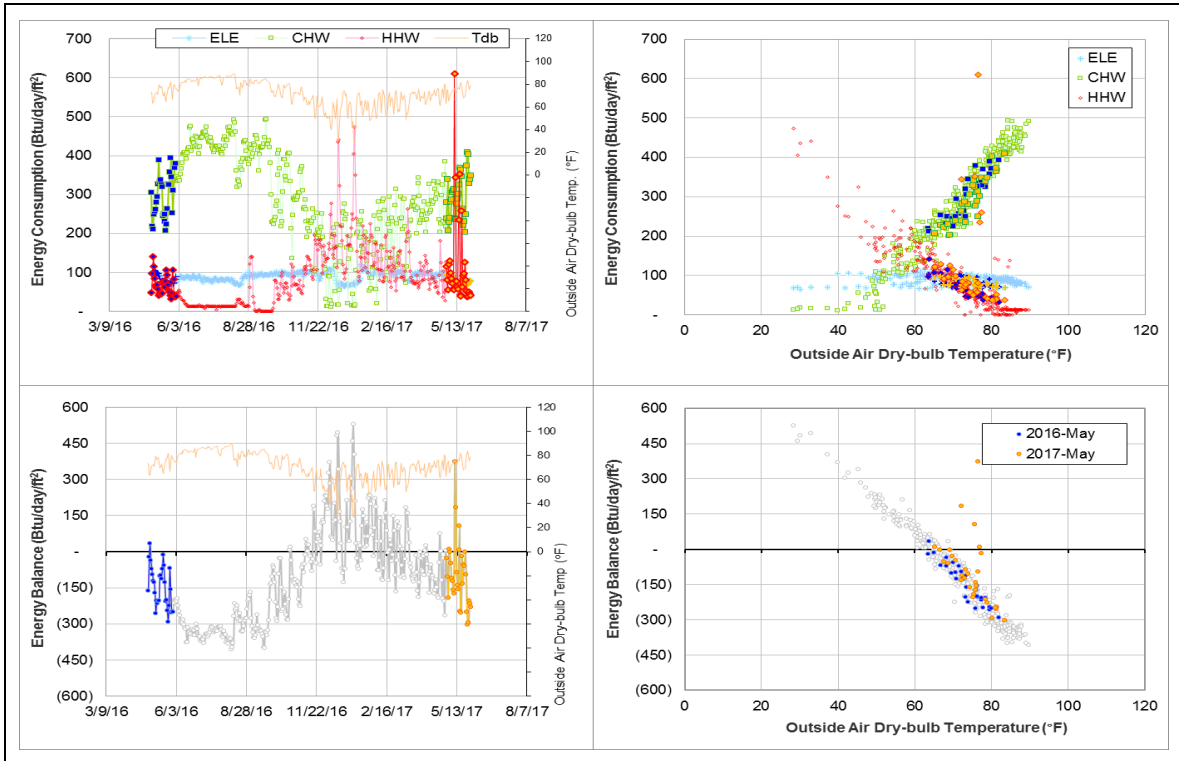 ELE CHW HHW Tdb
Energy Consumption (Btu/day/ft²)
700
600
500
400
300
200
100
-
120
100
80
60
40
20
0
Outside Air Dry-bulb Temp. (°F)
3/9/16 6/3/16 8/28/16 11/22/16 2/16/17 5/13/17 8/7/17
Energy Consumption (Btu/day/ft²)
700
600
500
400
300
200
100
-
ELE
CHW
HHW
0 20 40 60 80 100 120
Outside Air Dry-bulb Temperature (°F)
Energy Balance (Btu/day/ft²)
600
450
300
150
-
(150)
(300)
(450)
(600)
120
100
80
60
40
20
0
Outside Air Dry-bulb Temp (°F)
3/9/16 6/3/16 8/28/16 11/22/16 2/16/17 5/13/17 8/7/17
Energy Balance (Btu/day/ft²)
600
450
300
150
-
(150)
(300)
(450)
(600)
2016-May
2017-May
0 20 40 60 80 100 120
Outside Air Dry-bulb Temperature (°F)